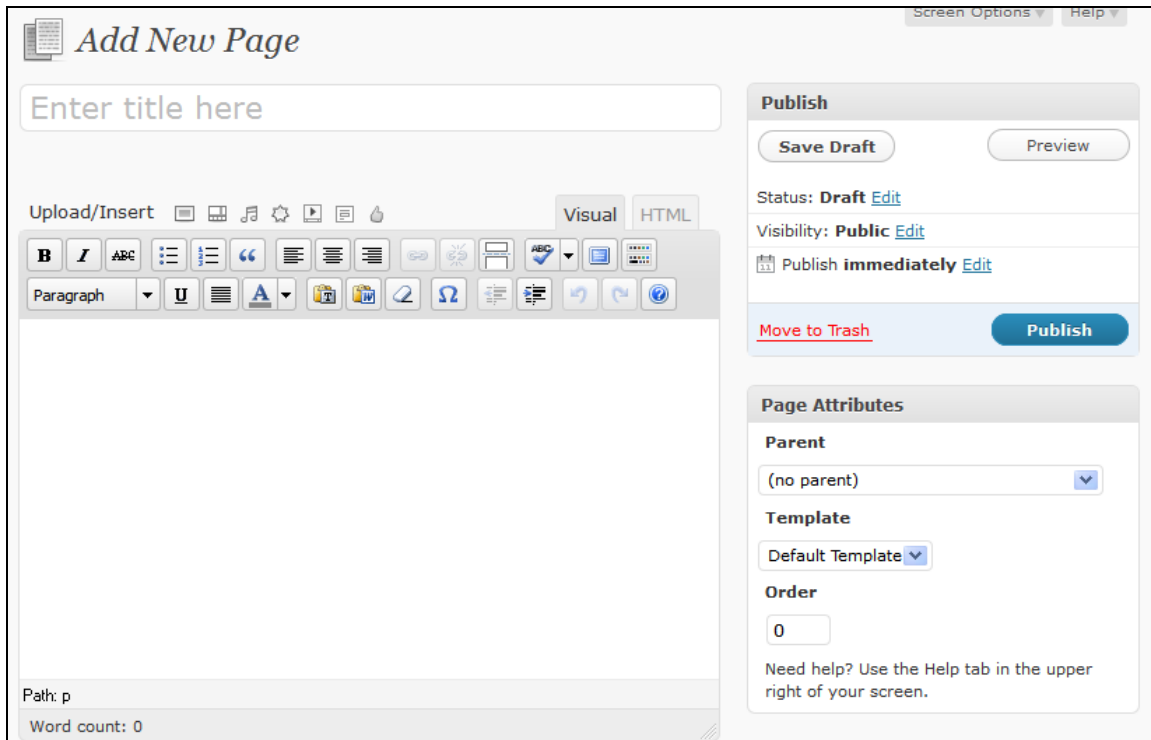 Screen Options Help
Add New Page
Enter title here
Upload/Insert
Visual HTML
B I ABC ABC
Paragraph U A T W Ω
Path: p
Word count: 0
Publish
Save Draft Preview
Status: Draft Edit
Visibility: Public Edit
11 Publish immediately Edit
Move to Trash Publish
Page Attributes
Parent
(no parent)
Template
Default Template
Order
0
Need help? Use the Help tab in the upper
right of your screen.